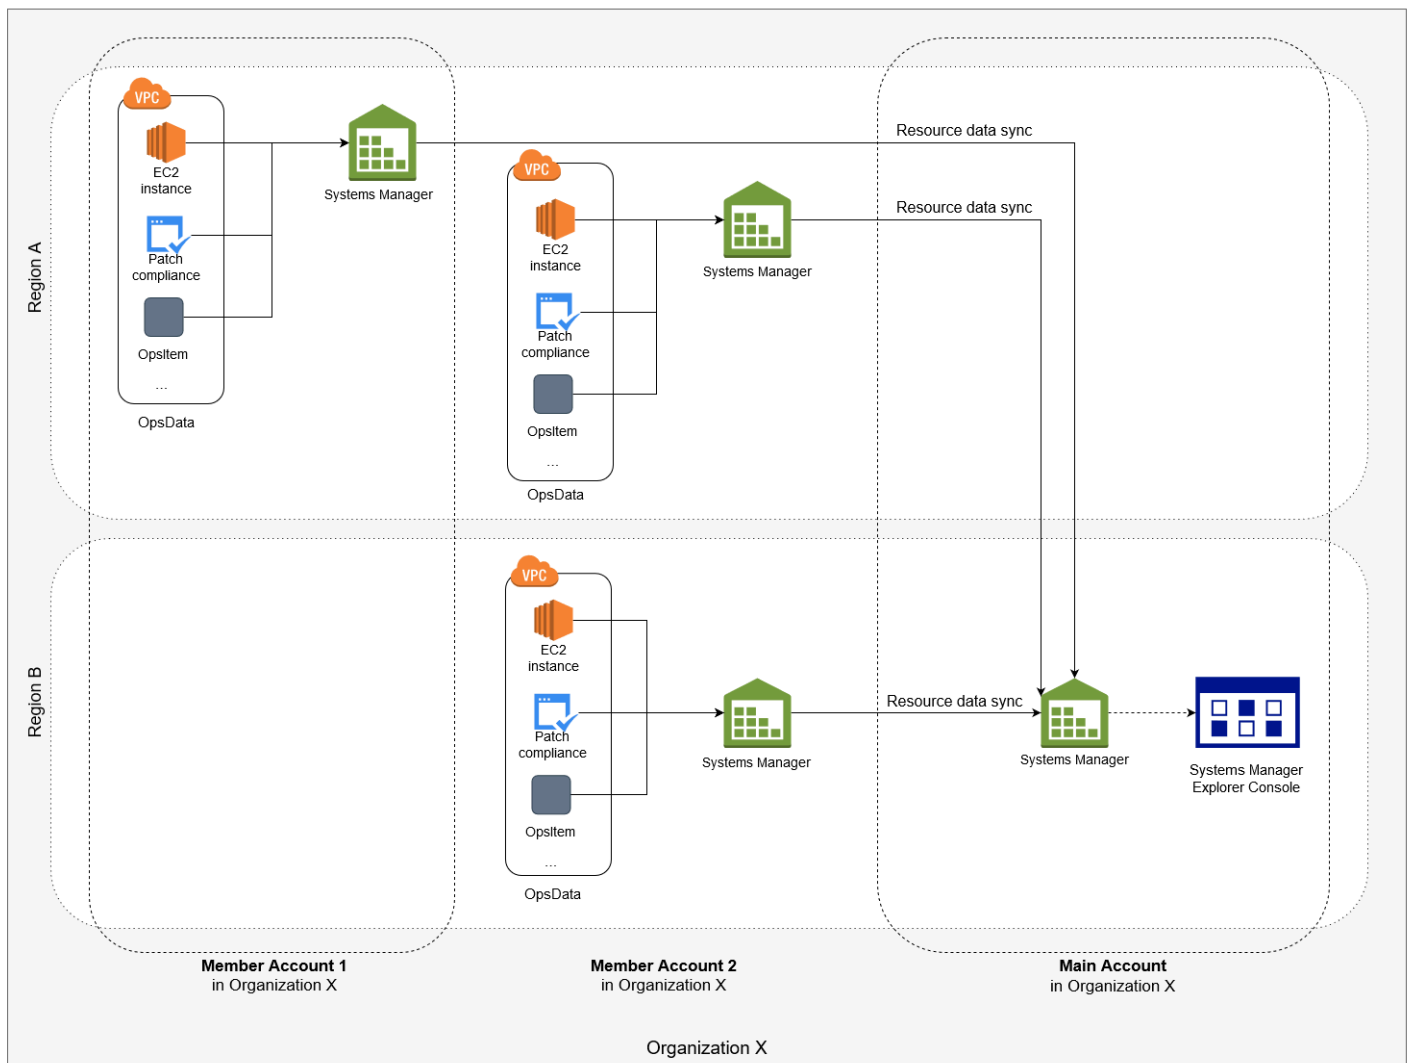 VPC
EC2
instance
Patch
compliance
OpsItem
...
OpsData
Systems Manager
Resource data sync
VPC
EC2
instance
Patch
compliance
OpsItem
...
OpsData
Systems Manager
Resource data sync
Region A
VPC
EC2
instance
Patch
compliance
OpsItem
...
OpsData
Systems Manager
Resource data sync
Systems Manager
Systems Manager
Explorer Console
Region B
Member Account 1
in Organization X
Member Account 2
in Organization X
Main Account
in Organization X
Organization X